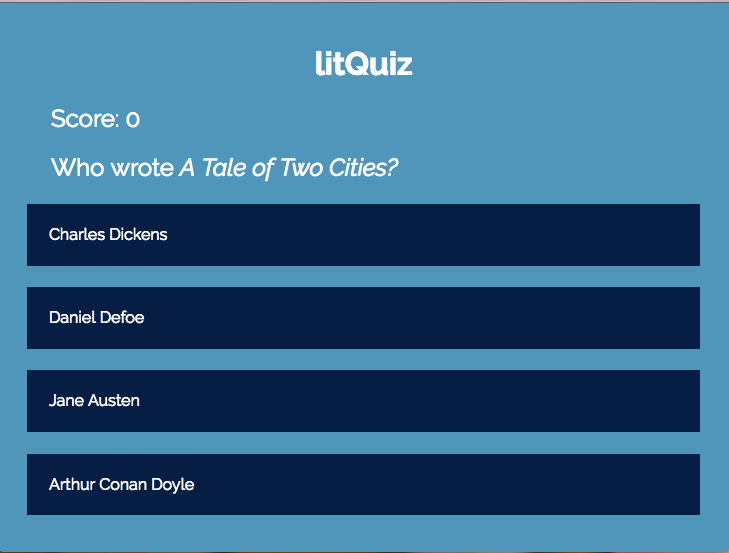 litQuiz
Score: 0
Who wrote A Tale of Two Cities?
Charles Dickens
Daniel Defoe
Jane Austen
Arthur Conan Doyle